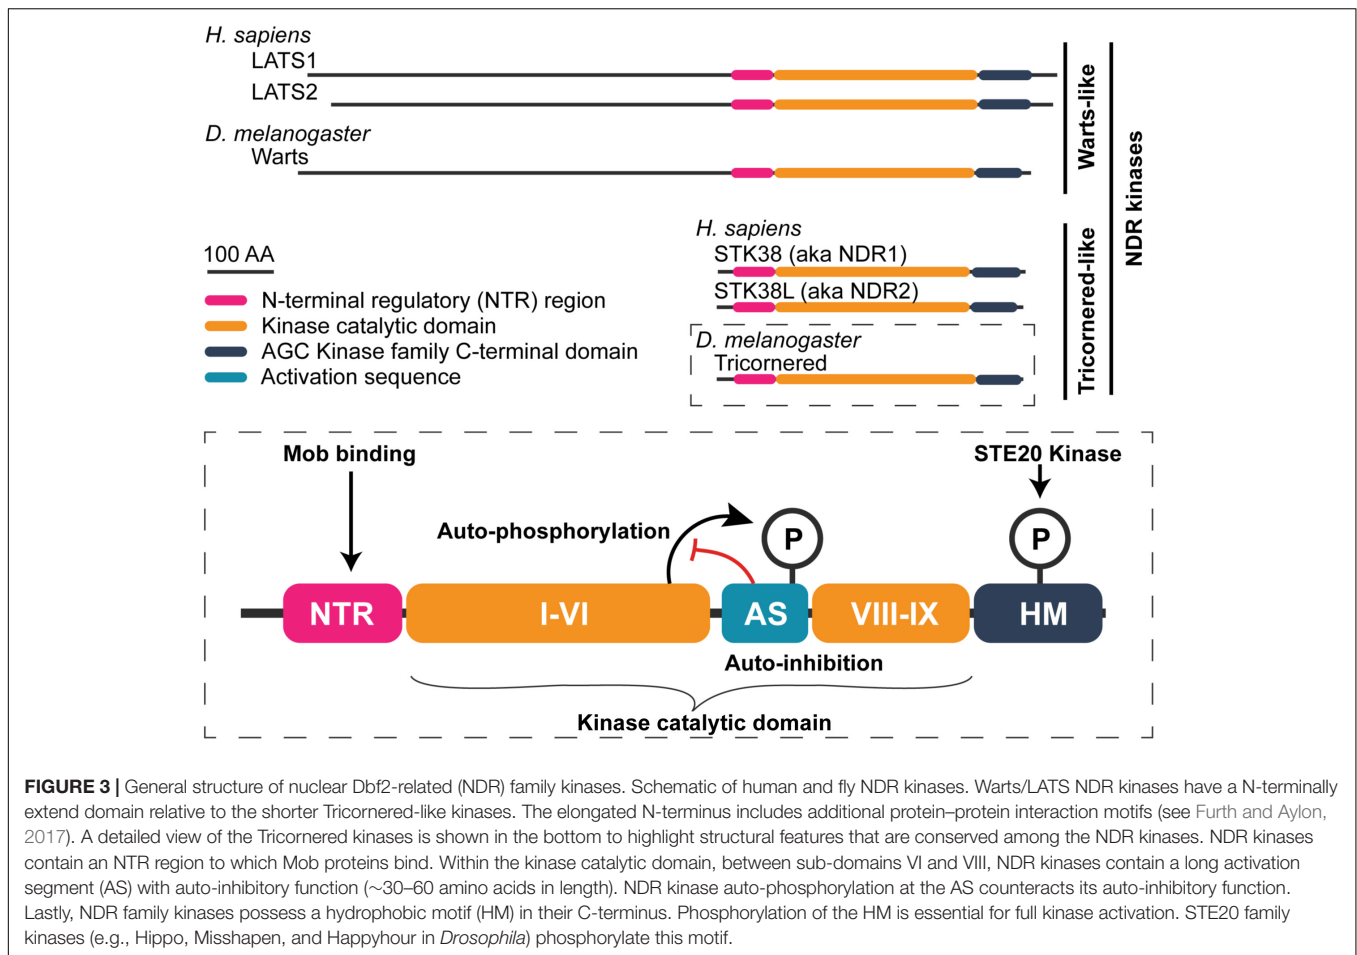 H. sapiens
LATS1
LATS2
D. melanogaster
Warts
Warts-like
NDR kinases
100 AA
N-terminal regulatory (NTR) region
Kinase catalytic domain
AGC Kinase family C-terminal domain
Activation sequence
H. sapiens
STK38 (aka NDR1)
STK38L (aka NDR2)
D. melanogaster
Tricornered
Tricornered-like
Mob binding
STE20 Kinase
Auto-phosphorylation
P
P
NTR
I-VI
AS
VIII-IX
HM
Auto-inhibition
Kinase catalytic domain
FIGURE 3 | General structure of nuclear Dbf2-related (NDR) family kinases. Schematic of human and fly NDR kinases. Warts/LATS NDR kinases have a N-terminally
extend domain relative to the shorter Tricornered-like kinases. The elongated N-terminus includes additional protein–protein interaction motifs (see Furth and Aylon,
2017). A detailed view of the Tricornered kinases is shown in the bottom to highlight structural features that are conserved among the NDR kinases. NDR kinases
contain an NTR region to which Mob proteins bind. Within the kinase catalytic domain, between sub-domains VI and VIII, NDR kinases contain a long activation
segment (AS) with auto-inhibitory function (∼30–60 amino acids in length). NDR kinase auto-phosphorylation at the AS counteracts its auto-inhibitory function.
Lastly, NDR family kinases possess a hydrophobic motif (HM) in their C-terminus. Phosphorylation of the HM is essential for full kinase activation. STE20 family
kinases (e.g., Hippo, Misshapen, and Happyhour in Drosophila) phosphorylate this motif.